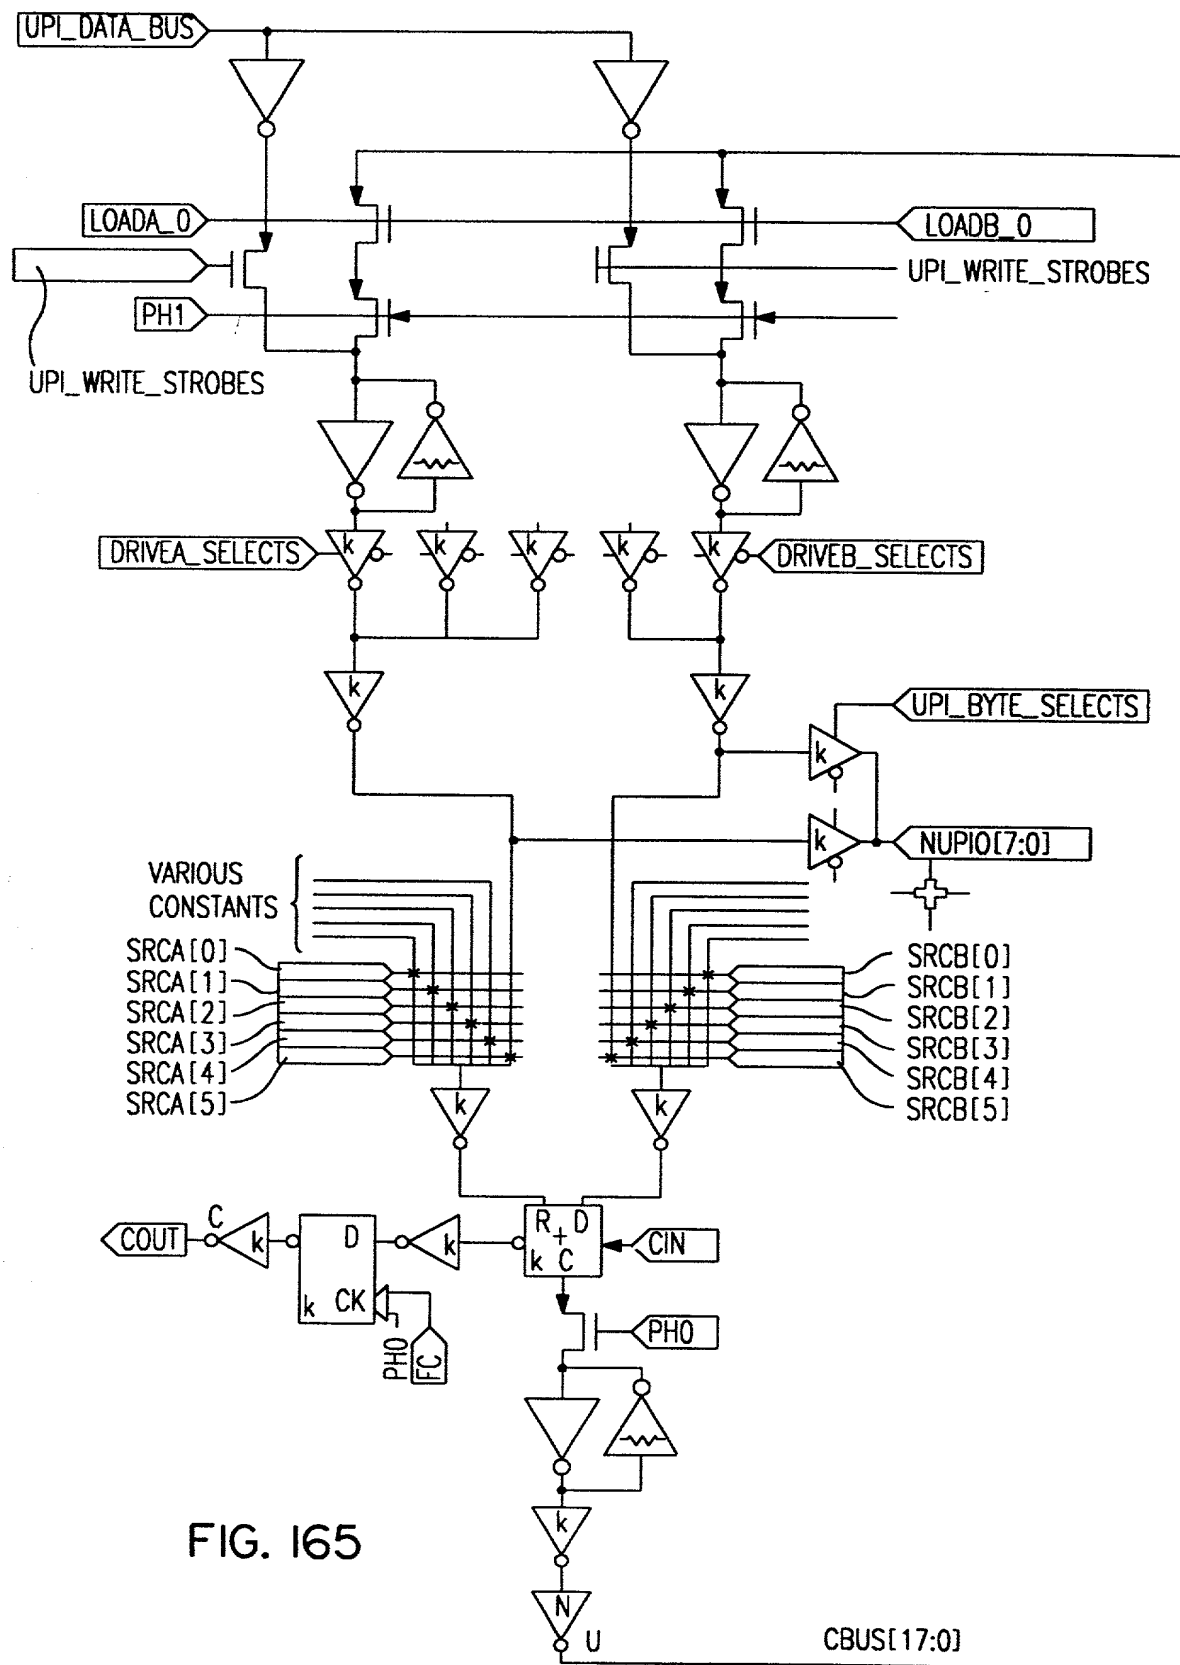 UPI_DATA_BUS
LOADA_0
LOADB_0
UPI_WRITE_STROBES
PH1
UPI_WRITE_STROBES
DRIVEA_SELECTS
k
k
k
k
k
DRIVEB_SELECTS
k
k
UPI_BYTE_SELECTS
k
k
NUPIO[7:0]
VARIOUS
CONSTANTS
SRCA[0]
SRCA[1]
SRCA[2]
SRCA[3]
SRCA[4]
SRCA[5]
SRCB[0]
SRCB[1]
SRCB[2]
SRCB[3]
SRCB[4]
SRCB[5]
k
k
COUT
C
k
D
k
CK
k
R + D
k C
CIN
PH0
FC
PH0
k
N
U
CBUS[17:0]
FIG. 165